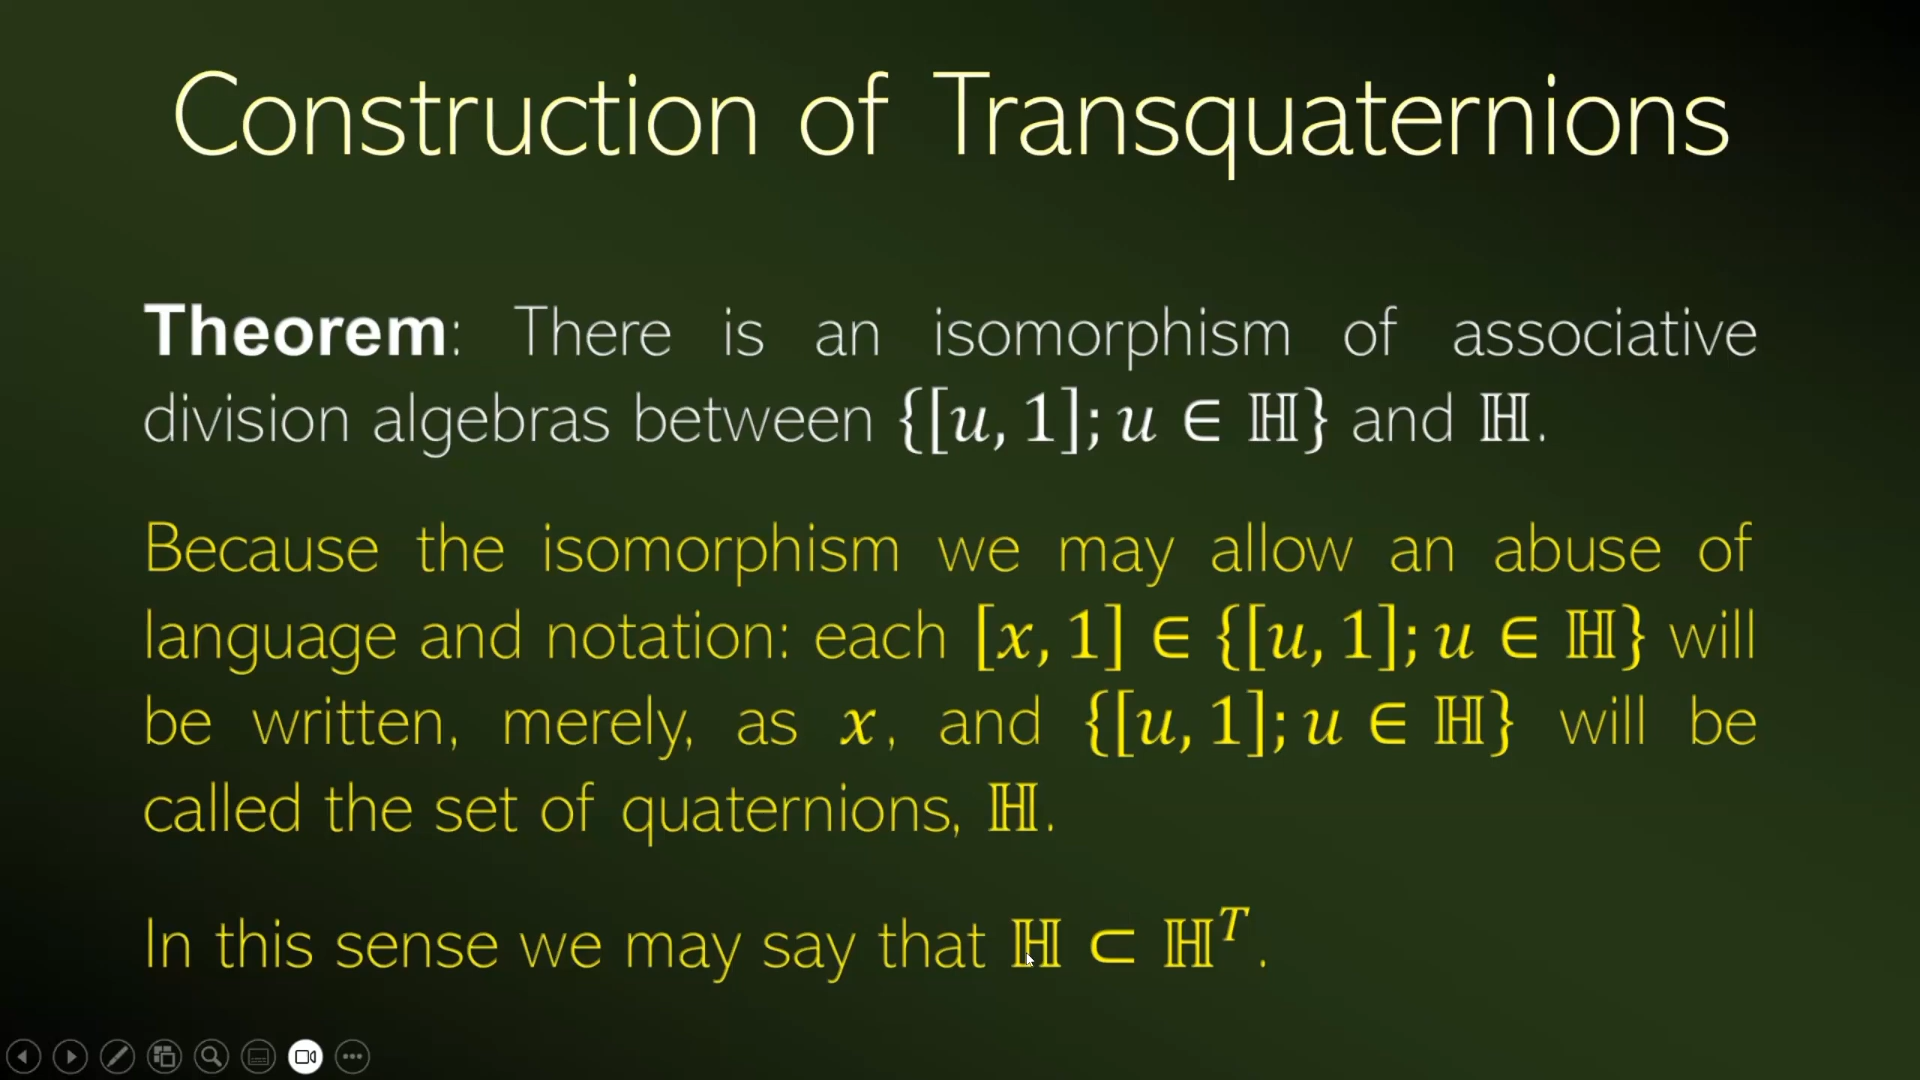 Construction of Transquaternions
Theorem: There is an isomorphism of associative
division algebras between {[u, 1]; u ∈ ℍ} and ℍ.
Because the isomorphism we may allow an abuse of
language and notation: each [x, 1] ∈ {[u, 1]; u ∈ ℍ} will
be written, merely, as x, and {[u, 1]; u ∈ ℍ} will be
called the set of quaternions, ℍ.
In this sense we may say that ℍ ⊂ ℍᵀ.